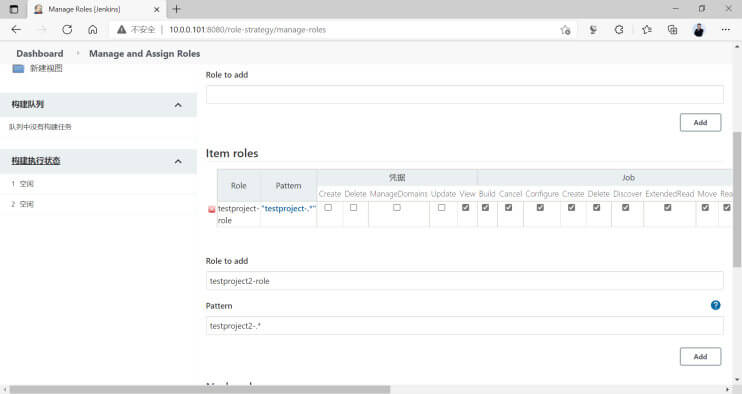 Manage Roles [Jenkins]
不安全 | 10.0.0.101:8080/role-strategy/manage-roles
Dashboard Manage and Assign Roles
新建视图
构建队列
队列中没有构建任务
构建执行状态
1 空闲
2 空闲
Role to add
Add
Item roles
Role Pattern 凭据 Job
Create Delete ManageDomains Update View Build Cancel Configure Create Delete Discover ExtendedRead Move Rea
testproject-role "testproject-.*"
Role to add
testproject2-role
Pattern
testproject2-.*
Add